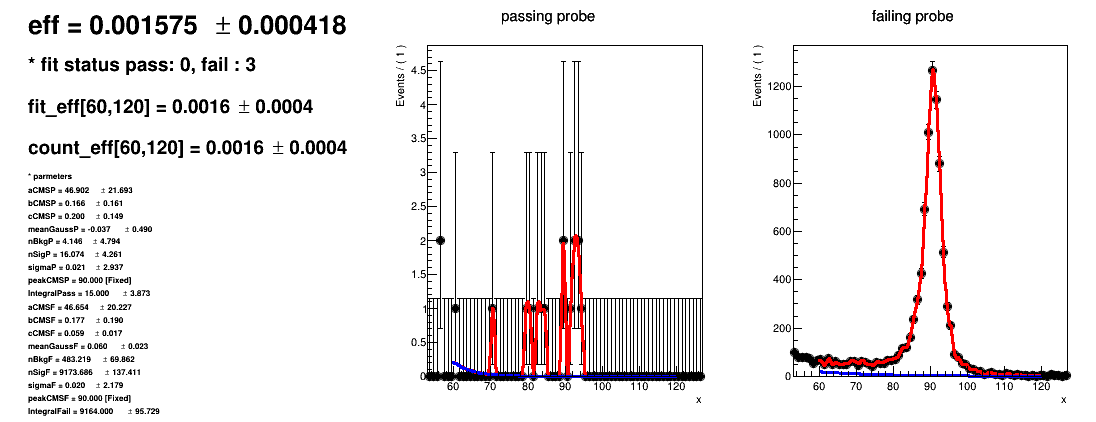 eff = 0.001575 ± 0.000418
* fit status pass: 0, fail : 3
fit_eff[60,120] = 0.0016 ± 0.0004
count_eff[60,120] = 0.0016 ± 0.0004
* parmeters
aCMSP = 46.902 ± 21.693
bCMSP = 0.166 ± 0.161
cCMSP = 0.200 ± 0.149
meanGaussP = -0.037 ± 0.490
nBkgP = 4.146 ± 4.794
nSigP = 16.074 ± 4.261
sigmaP = 0.021 ± 2.937
peakCMSP = 90.000 [Fixed]
IntegralPass = 15.000 ± 3.873
aCMSF = 46.654 ± 20.227
bCMSF = 0.177 ± 0.190
cCMSF = 0.059 ± 0.017
meanGaussF = 0.060 ± 0.023
nBkgF = 483.219 ± 69.862
nSigF = 9173.686 ± 137.411
sigmaF = 0.020 ± 2.179
peakCMSF = 90.000 [Fixed]
IntegralFail = 9164.000 ± 95.729
passing probe
Events / ( 1 )
4.5
4
3.5
3
2.5
2
1.5
1
0.5
0
60 70 80 90 100 110 120
x
failing probe
Events / ( 1 )
1200
1000
800
600
400
200
0
60 70 80 90 100 110 120
x